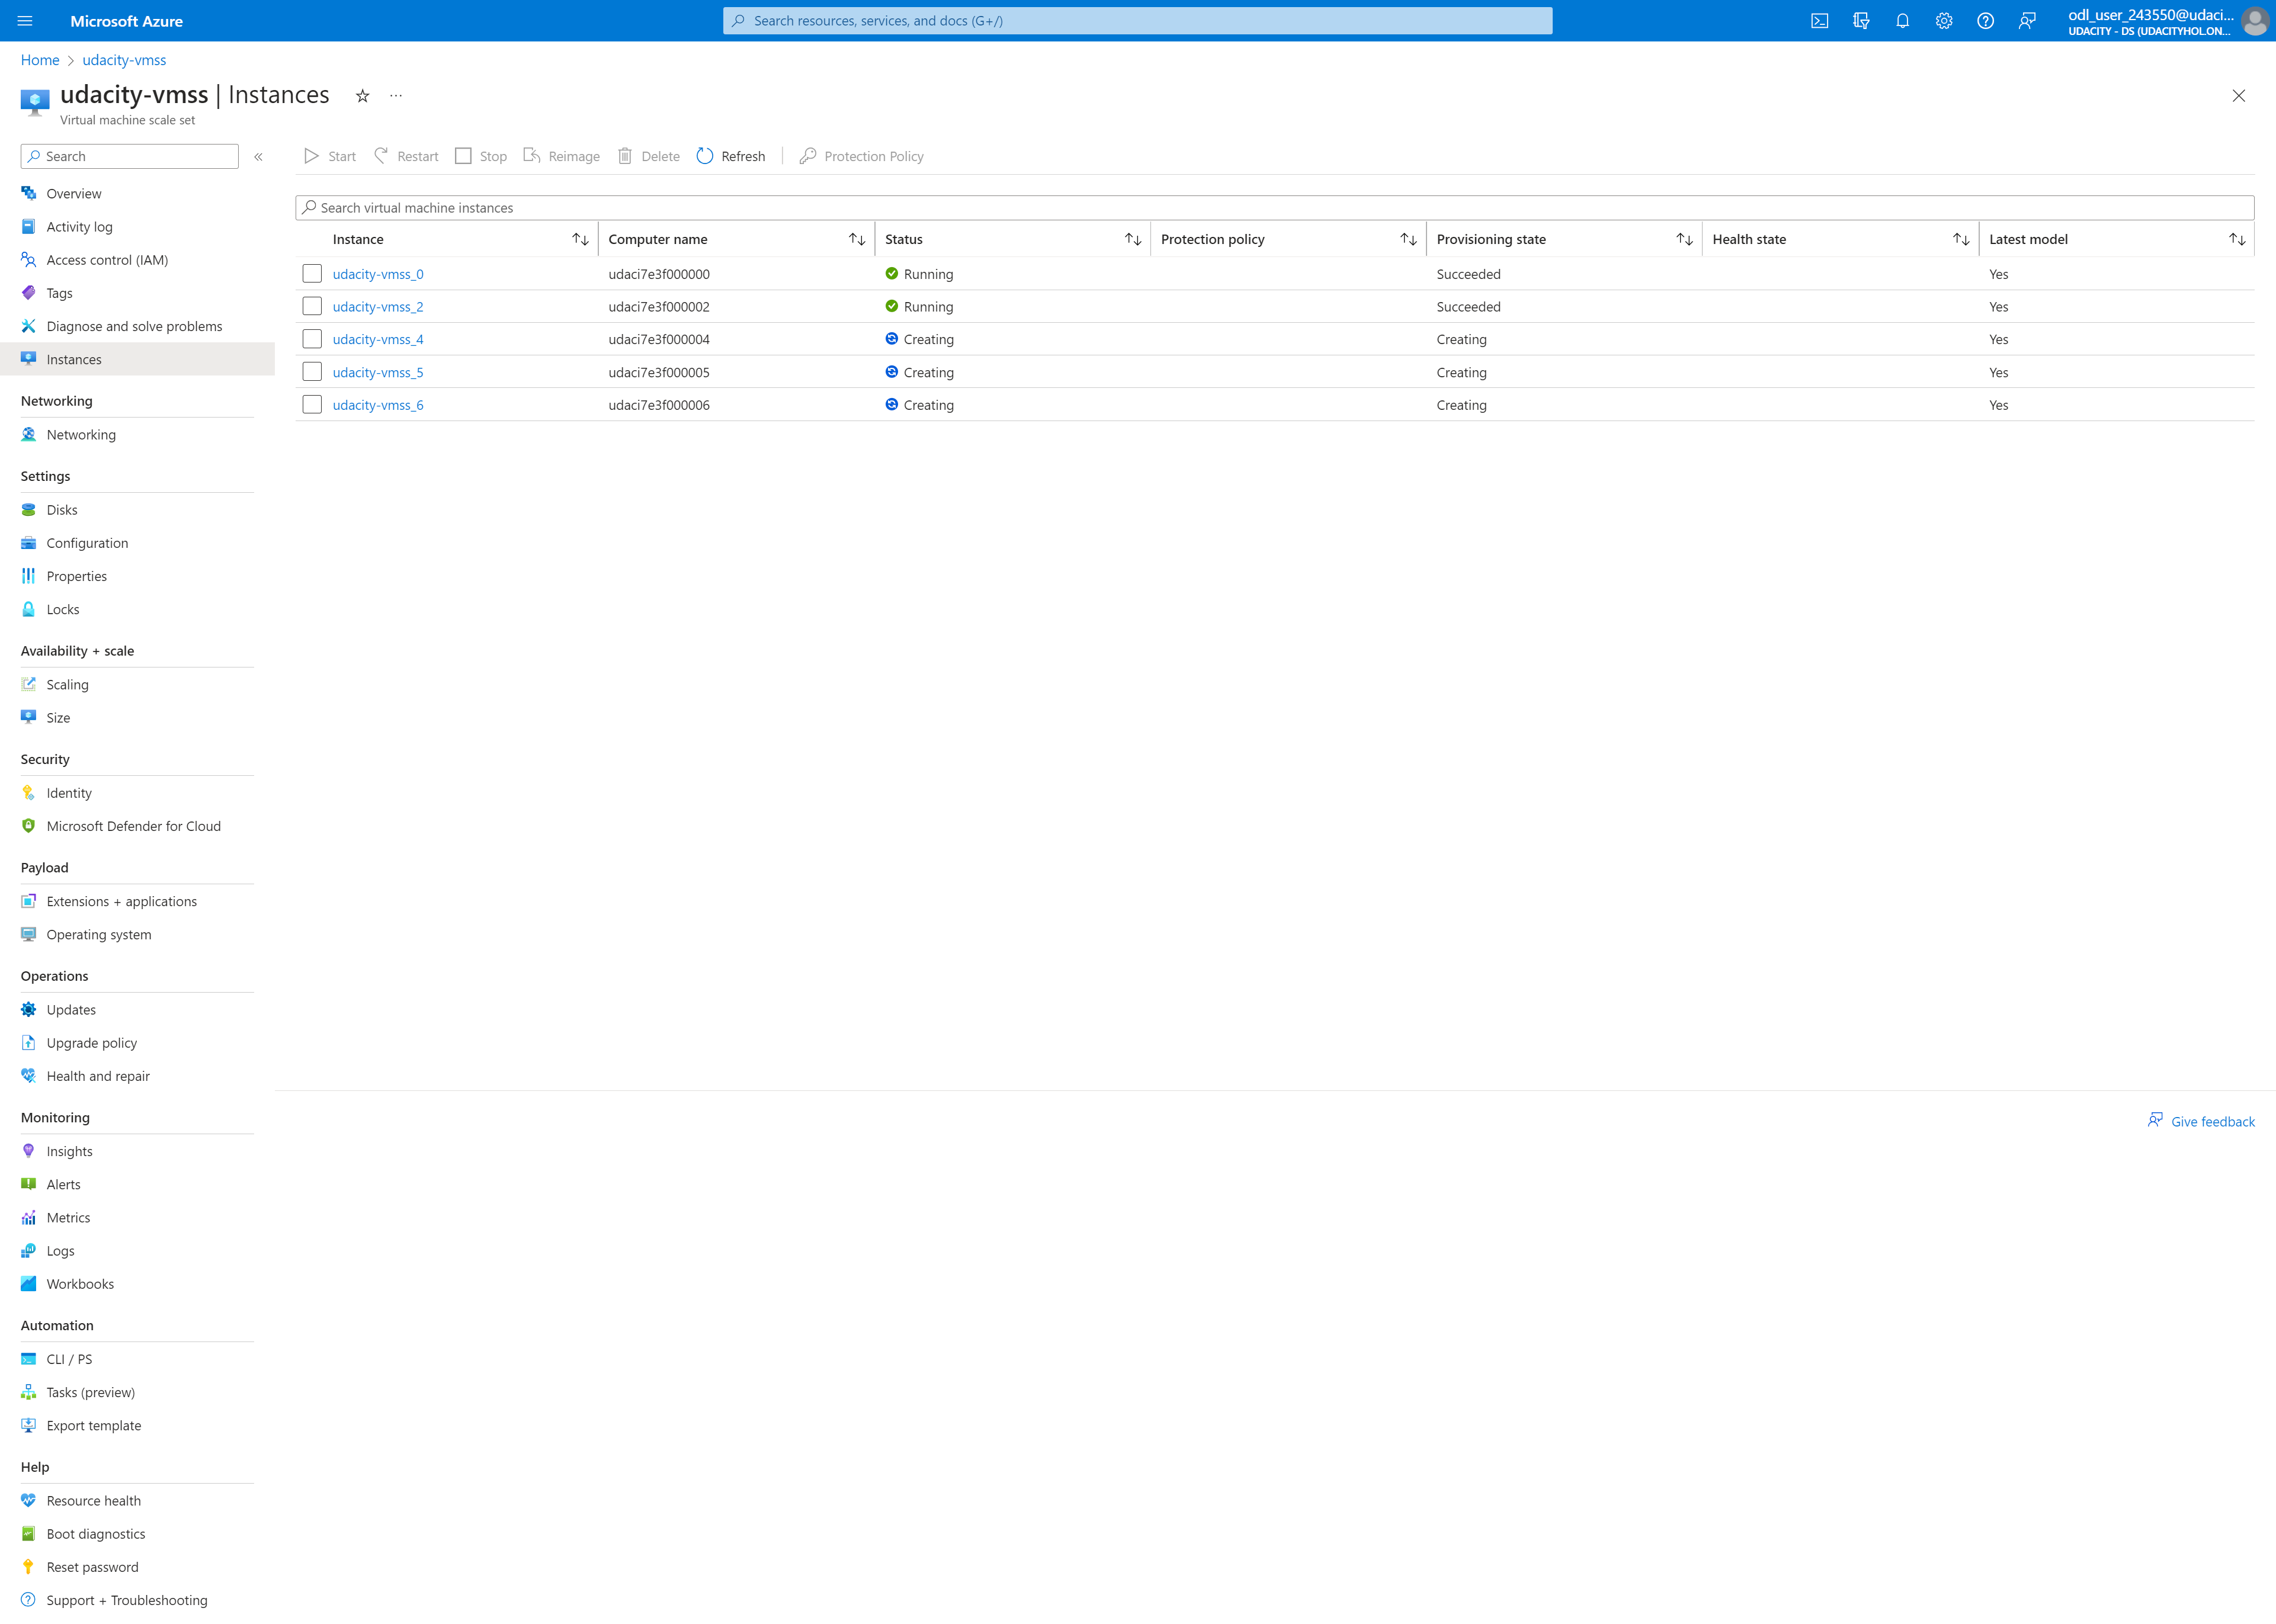 Microsoft Azure
Search resources, services, and docs (G+/)
odl_user_243550@udaci...
UDACITY - DS (UDACITYHOL.ON...
Home > udacity-vmss
udacity-vmss | Instances
Virtual machine scale set
Search
Start Restart Stop Reimage Delete Refresh Protection Policy
Search virtual machine instances
Instance Computer name Status Protection policy Provisioning state Health state Latest model
udacity-vmss_0 udaci7e3f000000 Running Succeeded Yes
udacity-vmss_2 udaci7e3f000002 Running Succeeded Yes
udacity-vmss_4 udaci7e3f000004 Creating Creating Yes
udacity-vmss_5 udaci7e3f000005 Creating Creating Yes
udacity-vmss_6 udaci7e3f000006 Creating Creating Yes
Overview
Activity log
Access control (IAM)
Tags
Diagnose and solve problems
Instances
Networking
Networking
Settings
Disks
Configuration
Properties
Locks
Availability + scale
Scaling
Size
Security
Identity
Microsoft Defender for Cloud
Payload
Extensions + applications
Operating system
Operations
Updates
Upgrade policy
Health and repair
Monitoring
Insights
Alerts
Metrics
Logs
Workbooks
Automation
CLI / PS
Tasks (preview)
Export template
Help
Resource health
Boot diagnostics
Reset password
Support + Troubleshooting
Give feedback